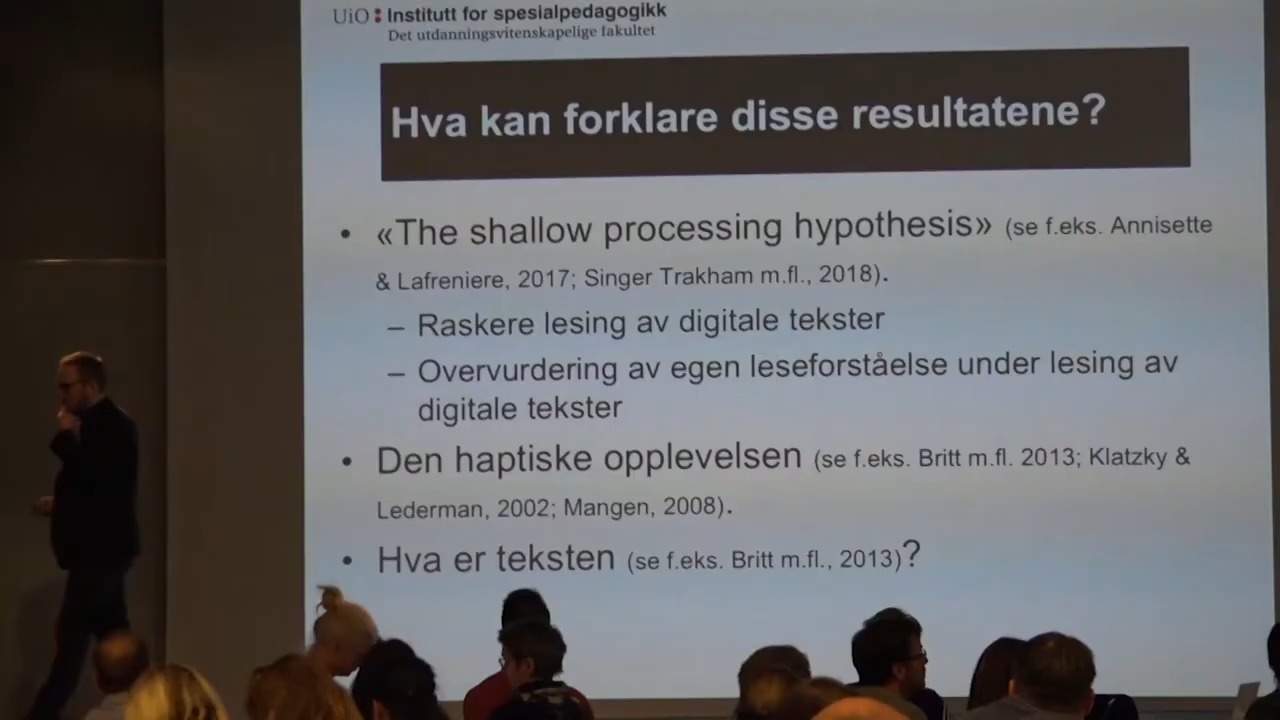 UiO : Institutt for spesialpedagogikk
Det utdanningsvitenskapelige fakultet
Hva kan forklare disse resultatene?
• «The shallow processing hypothesis» (se f.eks. Annisette
& Lafreniere, 2017; Singer Trakham m.fl., 2018).
– Raskere lesing av digitale tekster
– Overvurdering av egen leseforståelse under lesing av
digitale tekster
• Den haptiske opplevelsen (se f.eks. Britt m.fl. 2013; Klatzky &
Lederman, 2002; Mangen, 2008).
• Hva er teksten (se f.eks. Britt m.fl., 2013)?